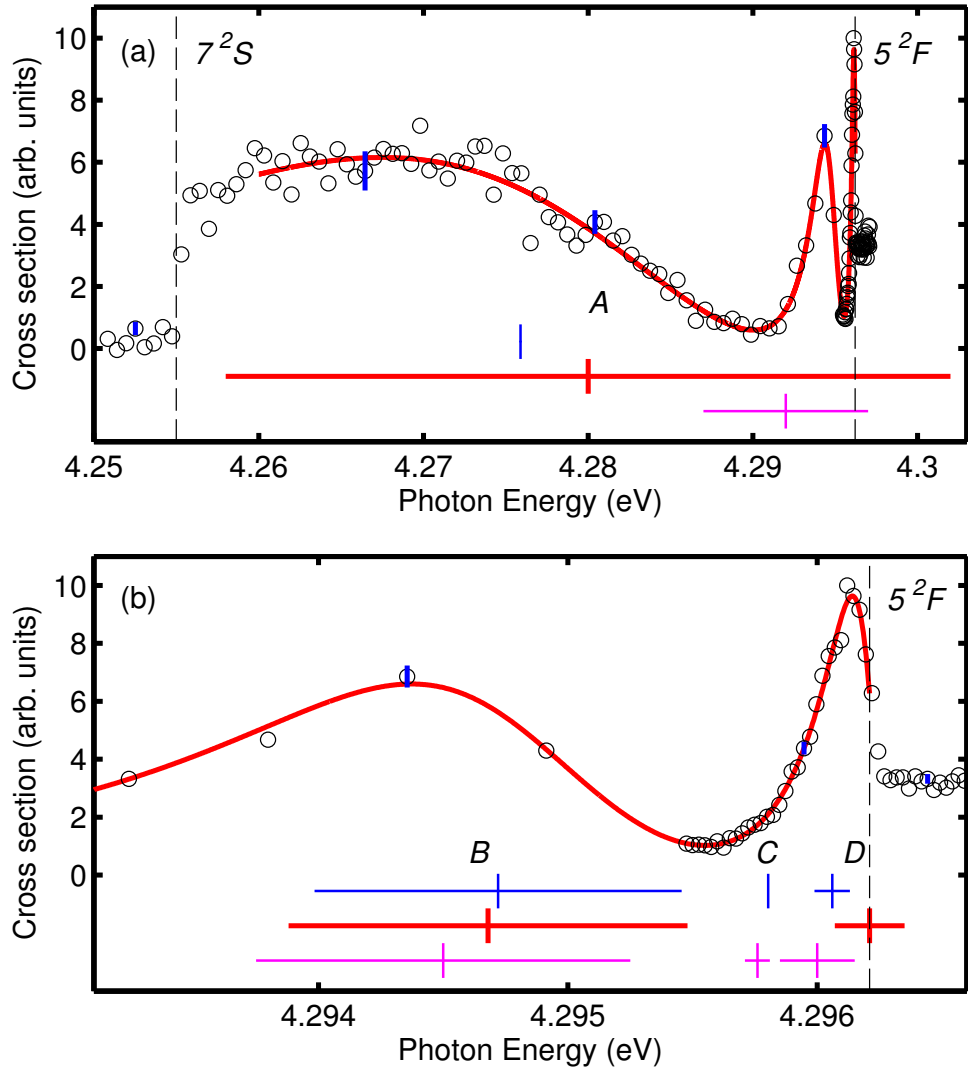 (a)
7 ²S
5 ²F
Cross section (arb. units)
10
8
6
4
2
0
A
4.25
4.26
4.27
4.28
4.29
4.3
Photon Energy (eV)
(b)
5 ²F
Cross section (arb. units)
10
8
6
4
2
0
B
C
D
4.294
4.295
4.296
Photon Energy (eV)